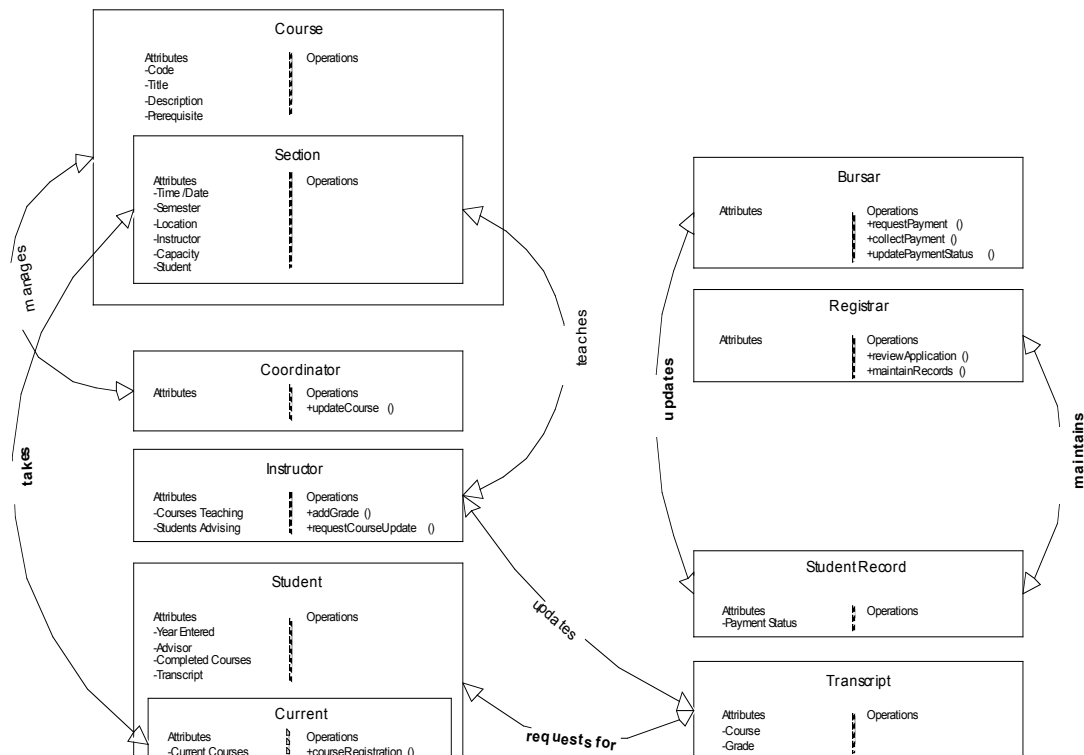 Course
Attributes
Operations
-Code
-Title
-Description
-Prerequisite
Section
Attributes
Operations
-Time /Date
-Semester
-Location
-Instructor
-Capacity
-Student
manages
takes
teaches
Coordinator
Attributes
Operations
+updateCourse ()
Instructor
Attributes
Operations
-Courses Teaching
+addGrade ()
-Students Advising
+requestCourseUpdate ()
Student
Attributes
Operations
-Year Entered
-Advisor
-Completed Courses
-Transcript
Current
Attributes
Operations
-Current Courses
+courseRegistration ()
updates
requests for
Bursar
Attributes
Operations
+requestPayment ()
+collectPayment ()
+updatePaymentStatus ()
Registrar
Attributes
Operations
+reviewApplication ()
+maintainRecords ()
updates
maintains
Student Record
Attributes
Operations
-Payment Status
Transcript
Attributes
Operations
-Course
-Grade